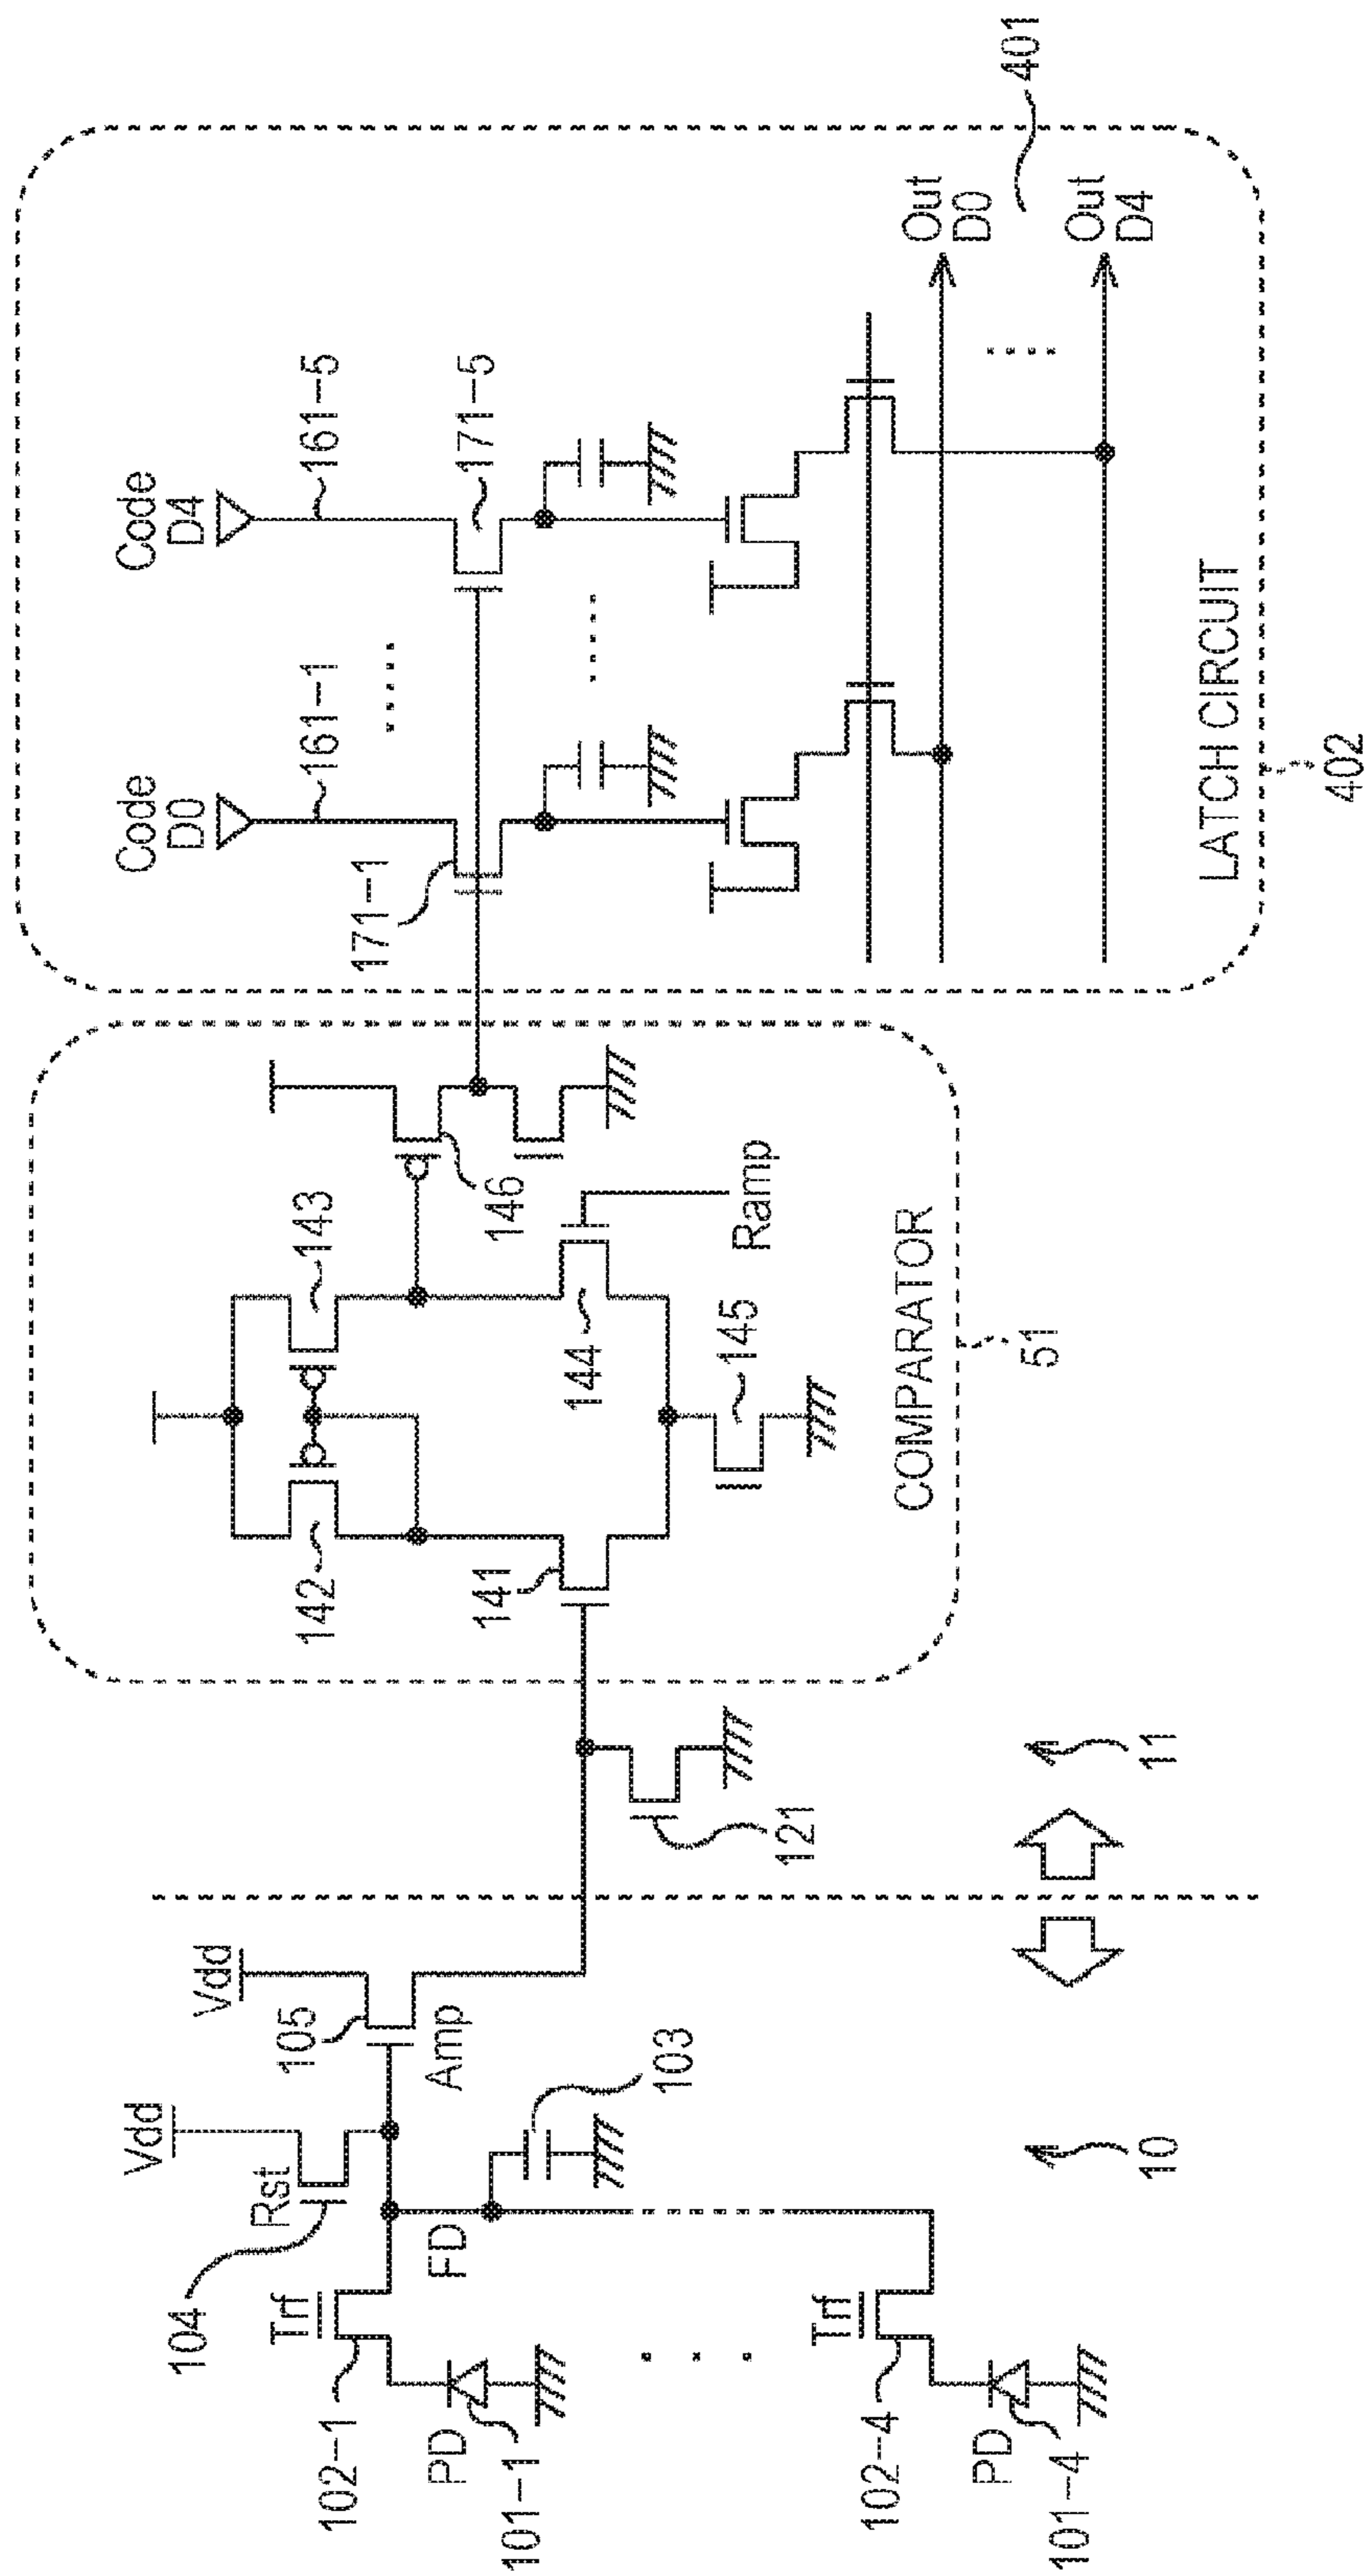 Vdd
Vdd
105
Rst
104
Amp
Trf
102-1
FD
103
PD
101-1
Trf
102-4
PD
101-4
10
11
121
142
143
141
144
146
145
Ramp
COMPARATOR
51
Code
D0
Code
D4
161-1
161-5
171-1
171-5
Out
D0
Out
D4
401
LATCH CIRCUIT
402